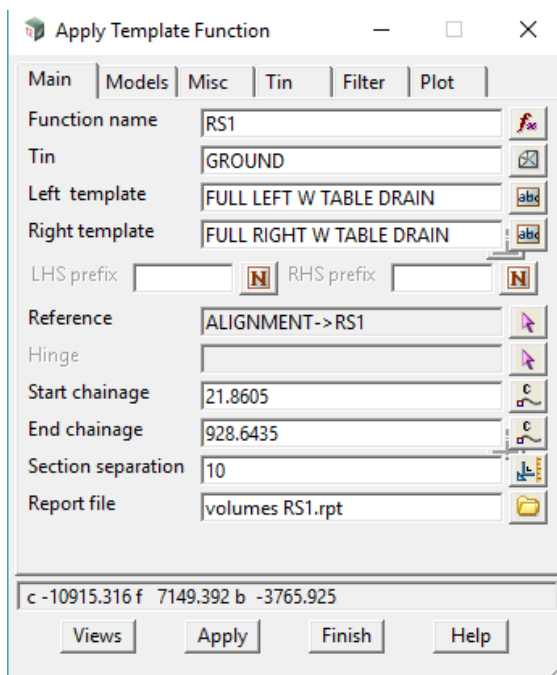 Apply Template Function
Main Models Misc Tin Filter Plot
Function name RS1
Tin GROUND
Left template FULL LEFT W TABLE DRAIN abc
Right template FULL RIGHT W TABLE DRAIN abc
LHS prefix N RHS prefix N
Reference ALIGNMENT->RS1
Hinge
Start chainage 21.8605 c
End chainage 928.6435 c
Section separation 10
Report file volumes RS1.rpt
c -10915.316 f 7149.392 b -3765.925
Views Apply Finish Help